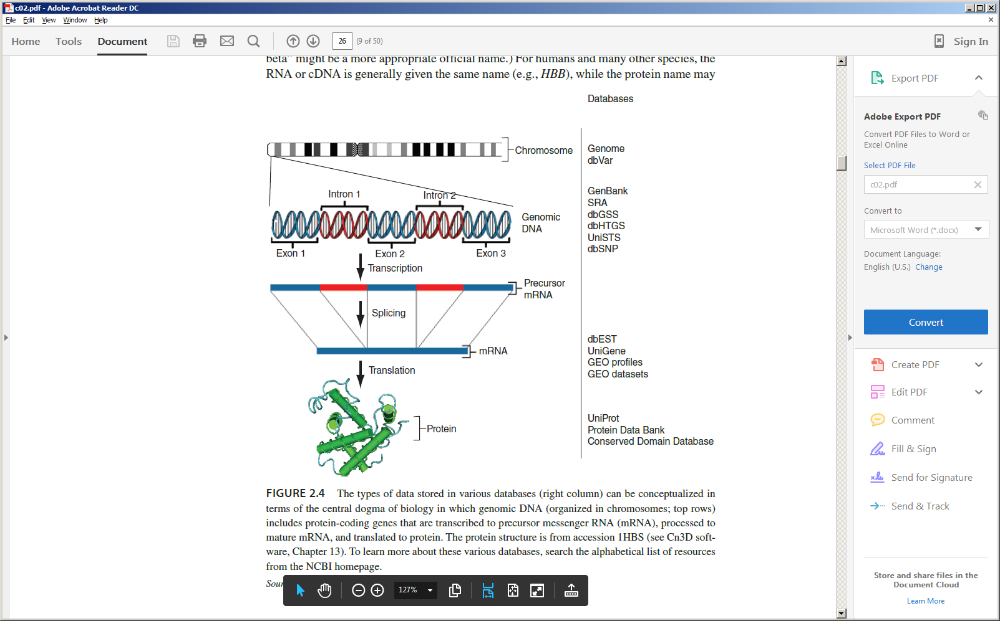 c02.pdf - Adobe Acrobat Reader DC
File Edit View Window Help
Home Tools Document 26 (9 of 50) Sign In
beta" might be a more appropriate official name.) For humans and many other species, the
RNA or cDNA is generally given the same name (e.g., HBB), while the protein name may
Databases
Chromosome
Genome
dbVar
Intron 1
Intron 2
Genomic
DNA
GenBank
SRA
dbGSS
dbHTGS
UniSTS
dbSNP
Exon 1
Exon 2
Exon 3
Transcription
Precursor
mRNA
Splicing
mRNA
dbEST
UniGene
GEO profiles
GEO datasets
Translation
Protein
UniProt
Protein Data Bank
Conserved Domain Database
FIGURE 2.4 The types of data stored in various databases (right column) can be conceptualized in
terms of the central dogma of biology in which genomic DNA (organized in chromosomes; top rows)
includes protein-coding genes that are transcribed to precursor messenger RNA (mRNA), processed to
mature mRNA, and translated to protein. The protein structure is from accession 1HBS (see Cn3D soft-
ware, Chapter 13). To learn more about these various databases, search the alphabetical list of resources
from the NCBI homepage.
127%
Export PDF
Adobe Export PDF
Convert PDF Files to Word or
Excel Online
Select PDF File
c02.pdf
Convert to
Microsoft Word (*.docx)
Document Language:
English (U.S.) Change
Convert
Create PDF
Edit PDF
Comment
Fill & Sign
Send for Signature
Send & Track
Store and share files in the
Document Cloud
Learn More